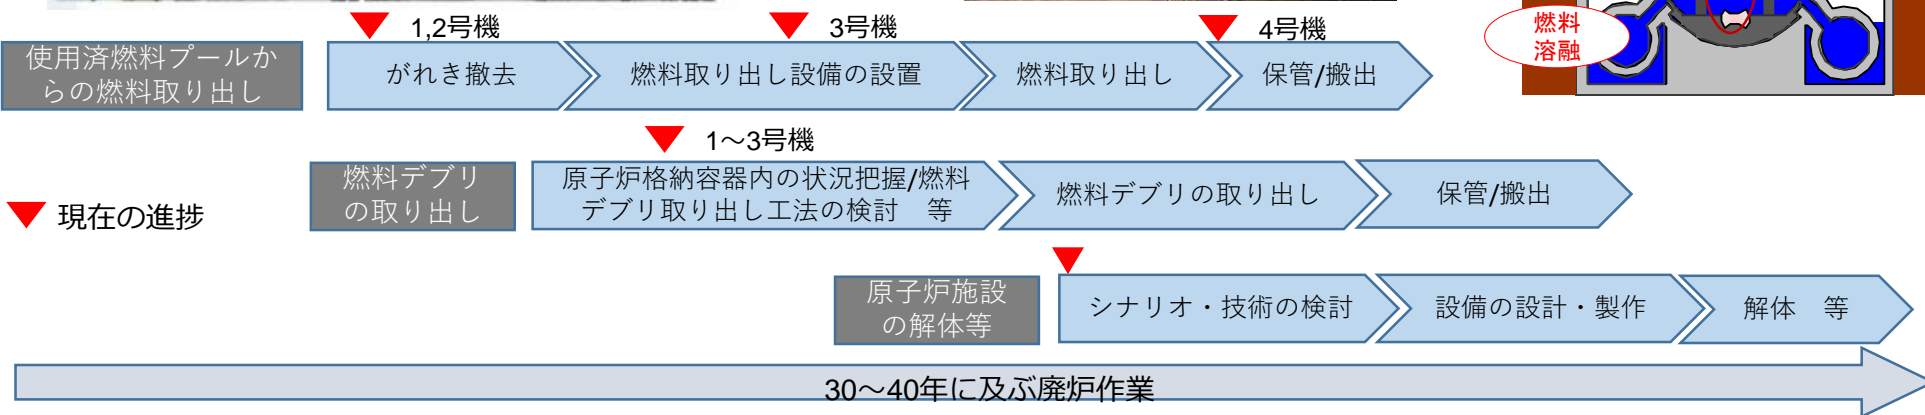 1,2号機
3号機
4号機
燃料
溶融
使用済燃料プールか
らの燃料取り出し
がれき撤去
燃料取り出し設備の設置
燃料取り出し
保管/搬出
1～3号機
燃料デブリ
の取り出し
原子炉格納容器内の状況把握/燃料
デブリ取り出し工法の検討　等
燃料デブリの取り出し
保管/搬出
現在の進捗
原子炉施設
の解体等
シナリオ・技術の検討
設備の設計・製作
解体　等
30～40年に及ぶ廃炉作業